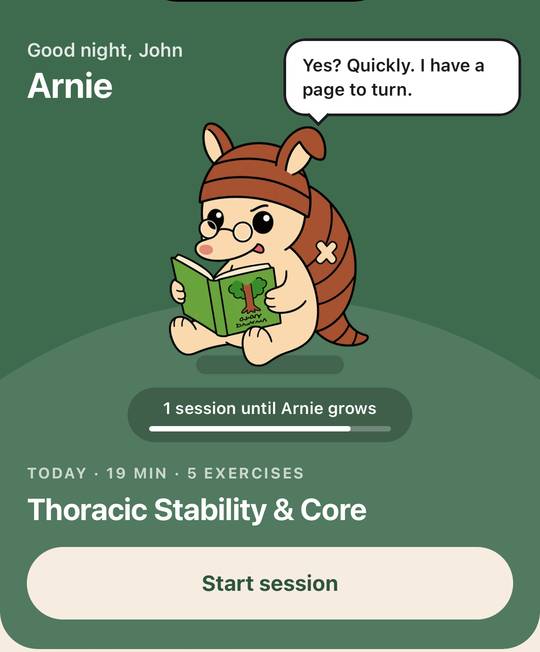 Good night, John
Arnie
Yes? Quickly. I have a
page to turn.
1 session until Arnie grows
TODAY · 19 MIN · 5 EXERCISES
Thoracic Stability & Core
Start session